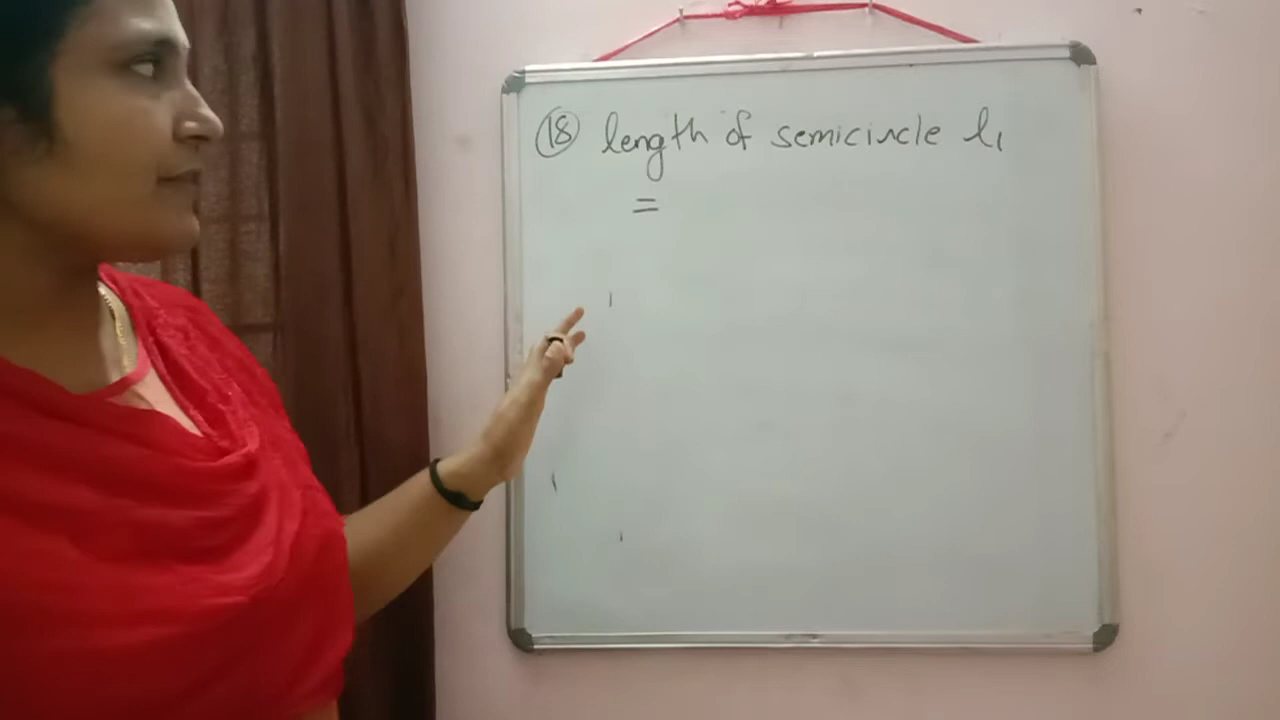 ⑱ length of semicircle l₁
=